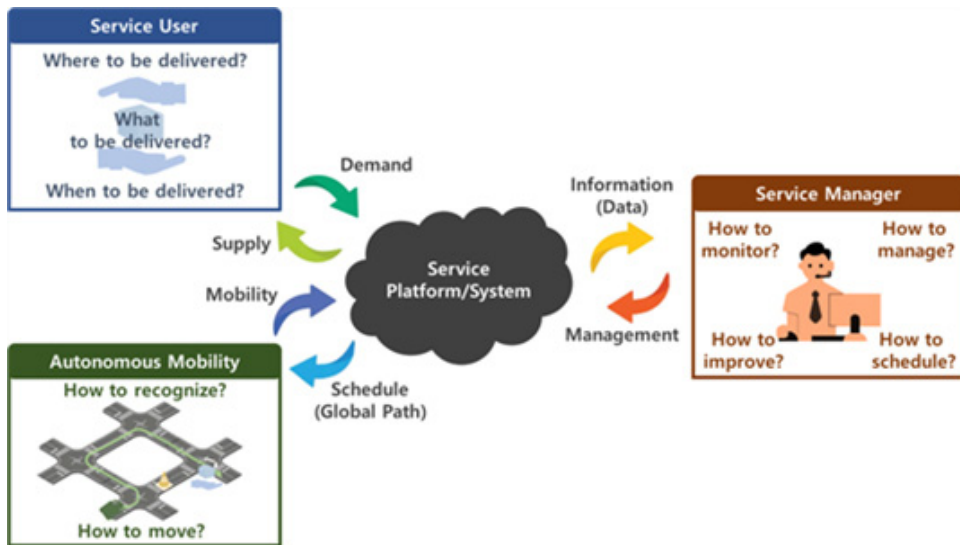 Service User
Where to be delivered?
What
to be delivered?
When to be delivered?
Demand
Supply
Mobility
Schedule
(Global Path)
Autonomous Mobility
How to recognize?
How to move?
Service
Platform/System
Information
(Data)
Management
Service Manager
How to
monitor?
How to
manage?
How to
improve?
How to
schedule?